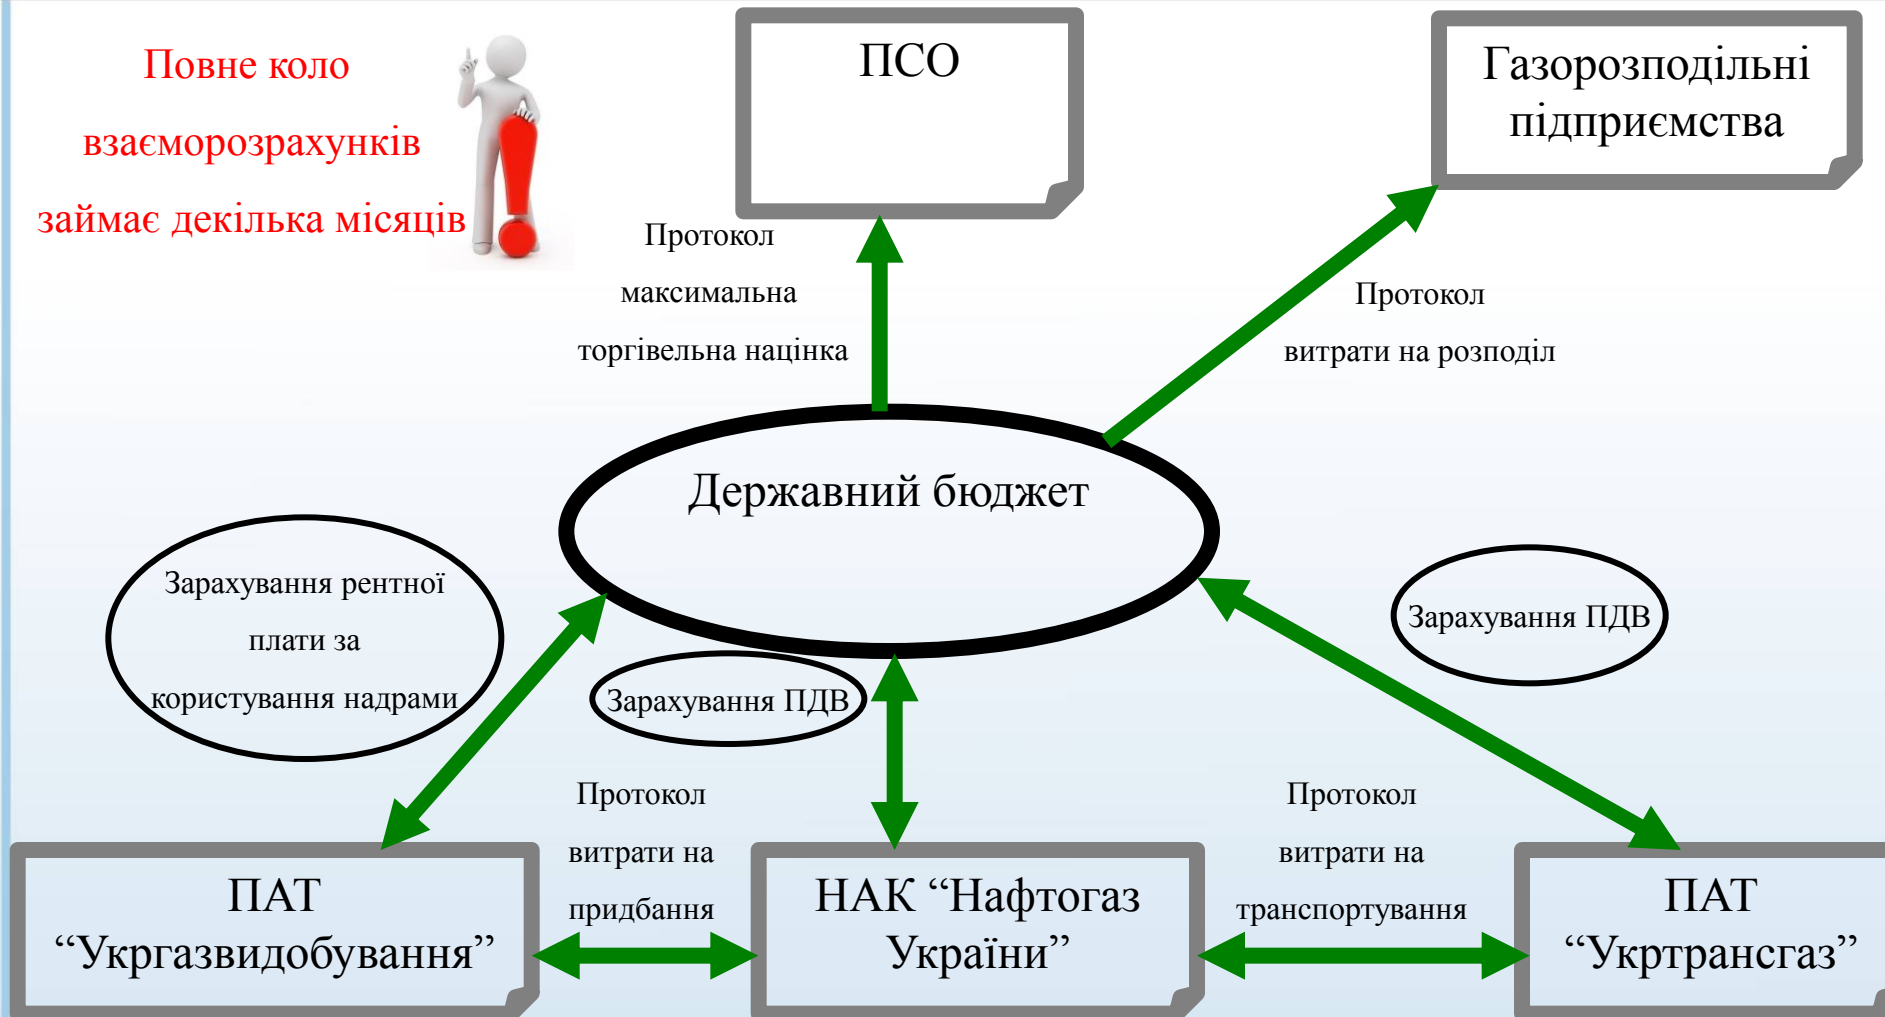 Повне коло
взаєморозрахунків
займає декілька місяців
ПСО
Газорозподільні
підприємства
Протокол
максимальна
торгівельна націнка
Протокол
витрати на розподіл
Державний бюджет
Зарахування рентної
плати за
користування надрами
Зарахування ПДВ
Зарахування ПДВ
Протокол
витрати на
придбання
Протокол
витрати на
транспортування
ПАТ
“Укргазвидобування”
НАК “Нафтогаз
України”
ПАТ
“Укртрансгаз”